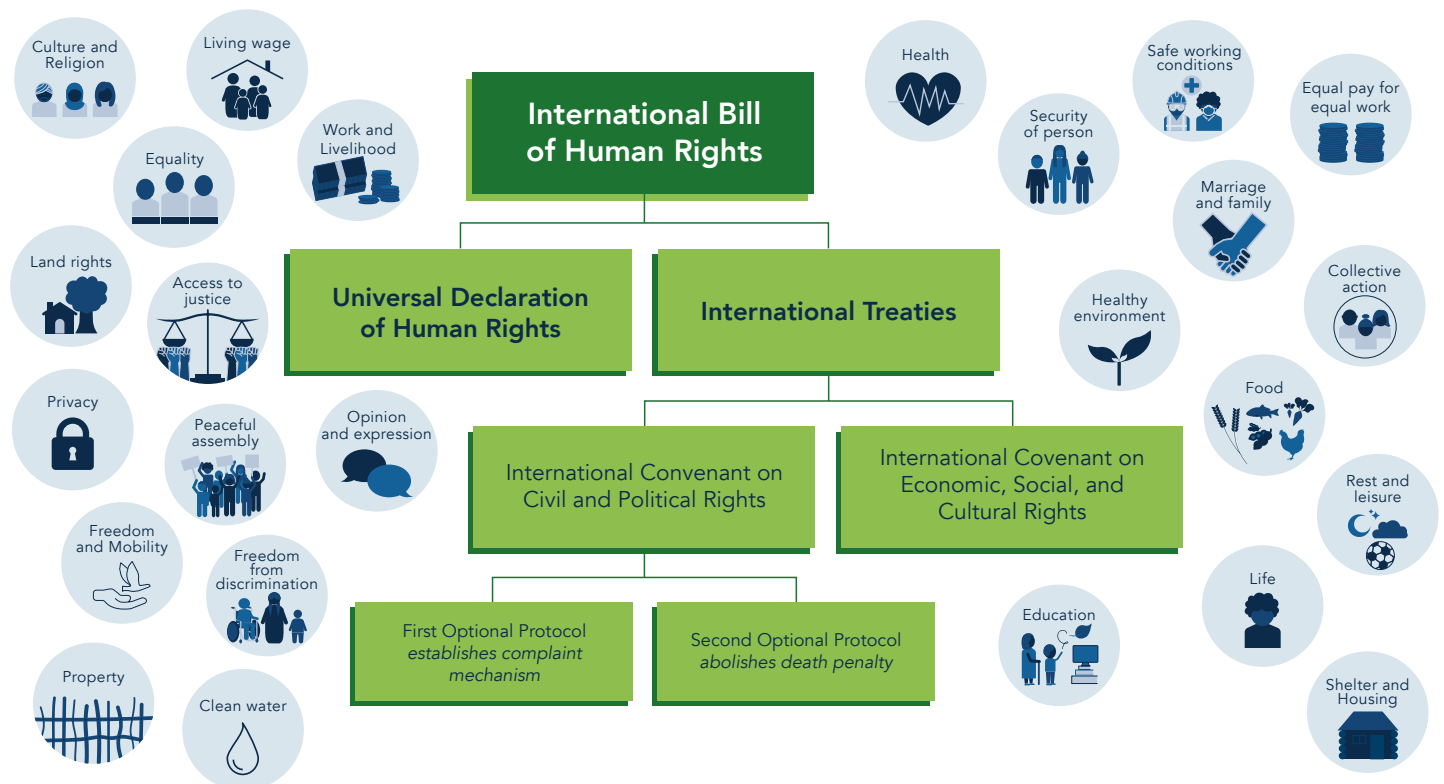 Culture and
Religion
Living wage
Work and
Livelihood
Equality
Land rights
Access to
justice
Privacy
Peaceful
assembly
Opinion
and expression
Freedom
and Mobility
Freedom
from
discrimination
Property
Clean water
International Bill
of Human Rights
Universal Declaration
of Human Rights
International Treaties
International Convenant on
Civil and Political Rights
International Covenant on
Economic, Social, and
Cultural Rights
First Optional Protocol
establishes complaint
mechanism
Second Optional Protocol
abolishes death penalty
Health
Safe working
conditions
Equal pay for
equal work
Security
of person
Marriage
and family
Collective
action
Healthy
environment
Food
Rest and
leisure
Life
Education
Shelter and
Housing